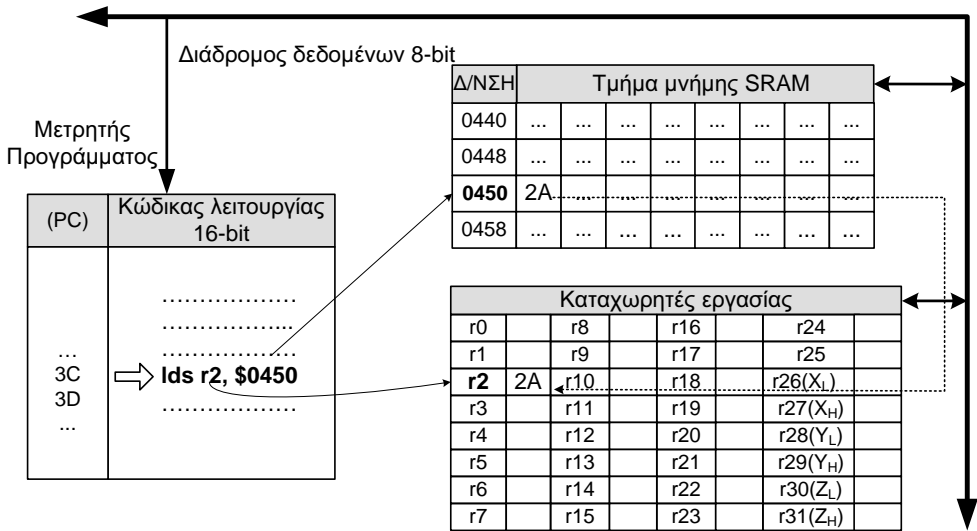 Διάδρομος δεδομένων 8-bit
Μετρητής
Προγράμματος
(PC) Κώδικας λειτουργίας
16-bit
………………
………………...
………………
...
3C lds r2, $0450
3D
………………
...
Δ/ΝΣΗ Τμήμα μνήμης SRAM
0440 ... ... ... ... ... ... ... ...
0448 ... ... ... ... ... ... ... ...
0450 2A ... ... ... ... ... ... ...
0458 ... ... ... ... ... ... ... ...
Καταχωρητές εργασίας
r0 r8 r16 r24
r1 r9 r17 r25
r2 2A r10 r18 r26(XL)
r3 r11 r19 r27(XH)
r4 r12 r20 r28(YL)
r5 r13 r21 r29(YH)
r6 r14 r22 r30(ZL)
r7 r15 r23 r31(ZH)